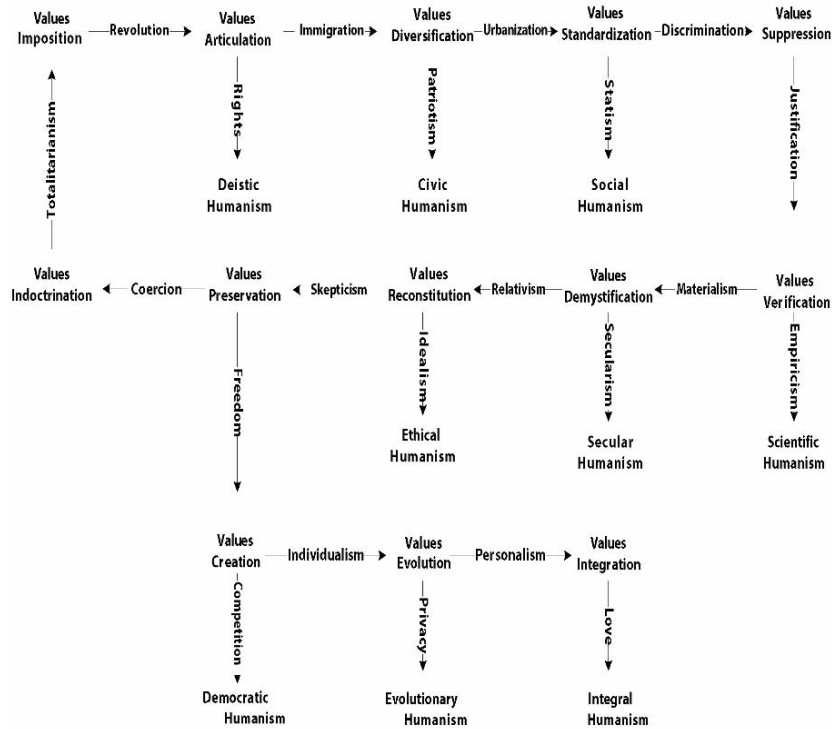 Values Imposition
Revolution
Values Articulation
Immigration
Values Diversification
Urbanization
Values Standardization
Discrimination
Values Suppression
Totalitarianism
Rights
Patriotism
Statism
Justification
Deistic Humanism
Civic Humanism
Social Humanism
Values Indoctrination
Coercion
Values Preservation
Skepticism
Values Reconstitution
Relativism
Values Demystification
Materialism
Values Verification
Freedom
Idealism
Secularism
Empiricism
Ethical Humanism
Secular Humanism
Scientific Humanism
Values Creation
Individualism
Values Evolution
Personalism
Values Integration
Competition
Privacy
Love
Democratic Humanism
Evolutionary Humanism
Integral Humanism